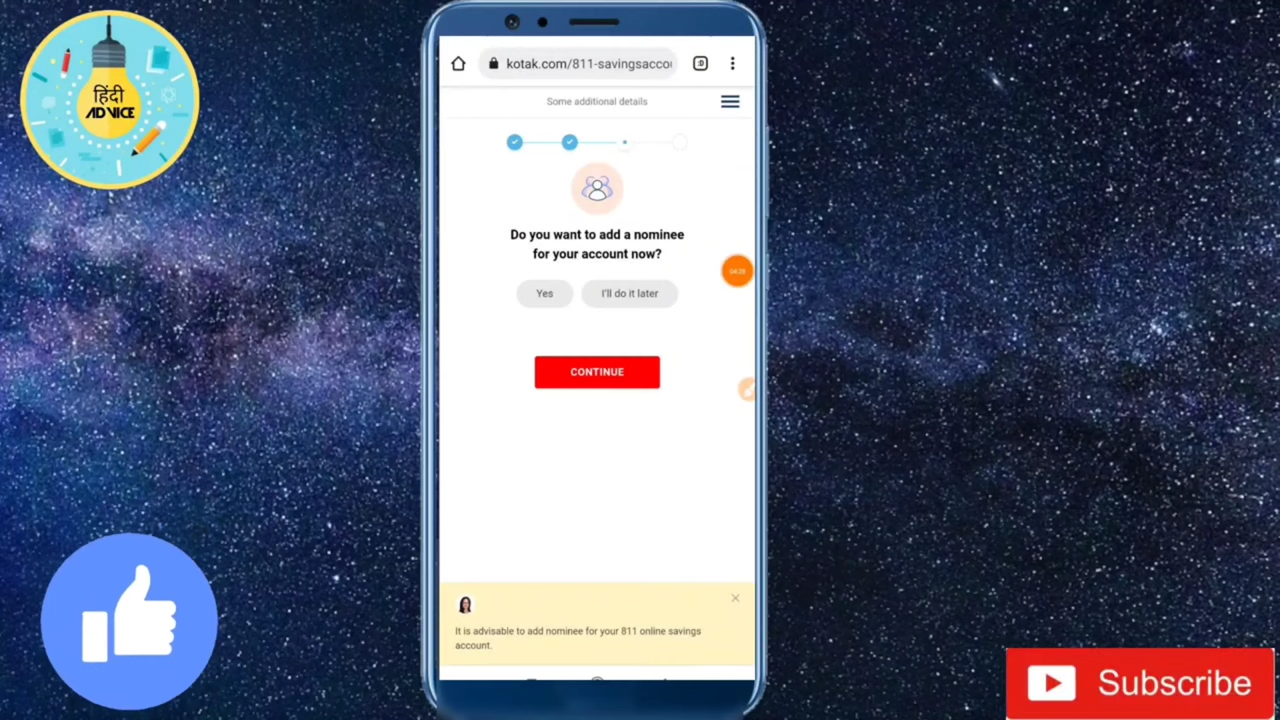 हिंदी
ADVICE
kotak.com/811-savingsaccou
:D
Some additional details
Do you want to add a nominee
for your account now?
Yes
I'll do it later
CONTINUE
It is advisable to add nominee for your 811 online savings
account.
Subscribe